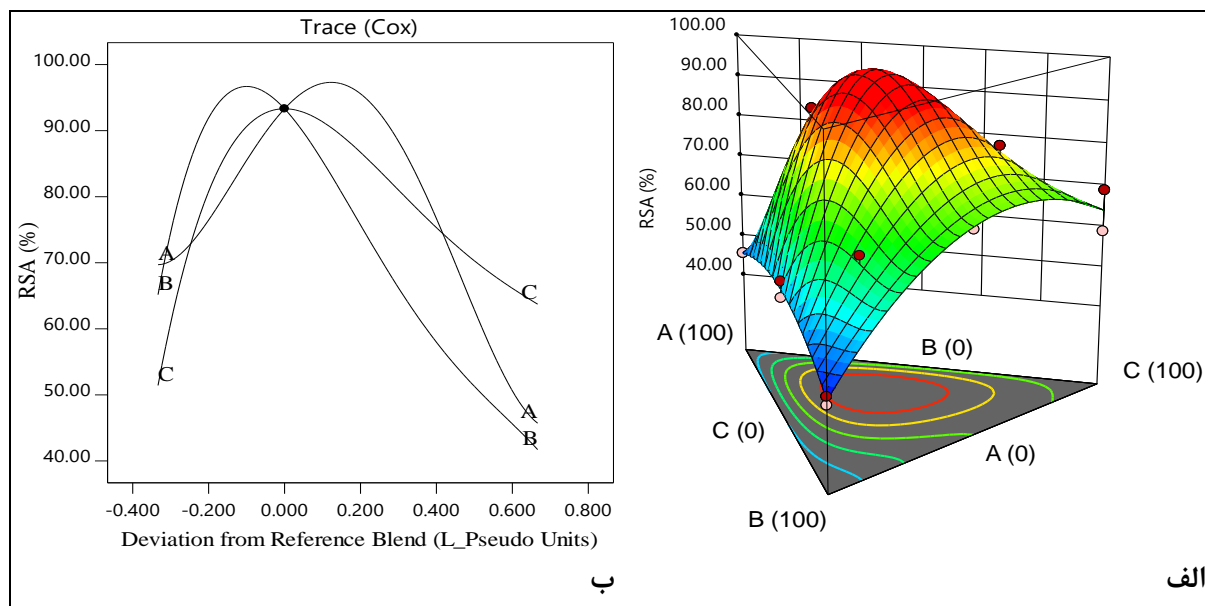 Trace (Cox)
RSA (%)
100.00
90.00
80.00
70.00
60.00
50.00
40.00
A
B
C
C
A
B
-0.400
-0.200
0.000
0.200
0.400
0.600
0.800
Deviation from Reference Blend (L_Pseudo Units)
ب
100.00
90.00
80.00
70.00
60.00
50.00
40.00
RSA (%)
A (100)
B (0)
C (100)
C (0)
A (0)
B (100)
الف